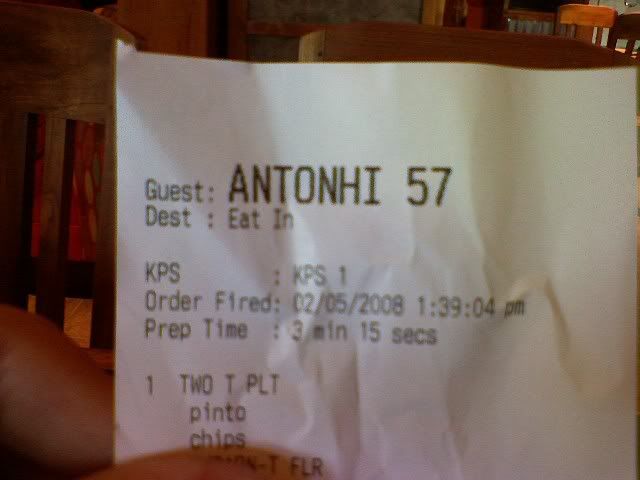 Guest: ANTONHI 57
Dest : Eat In
KPS : KPS 1
Order Fired: 02/05/2008 1:39:04 pm
Prep Time : 3 min 15 secs
1 TWO T PLT
pinto
chips
FLR